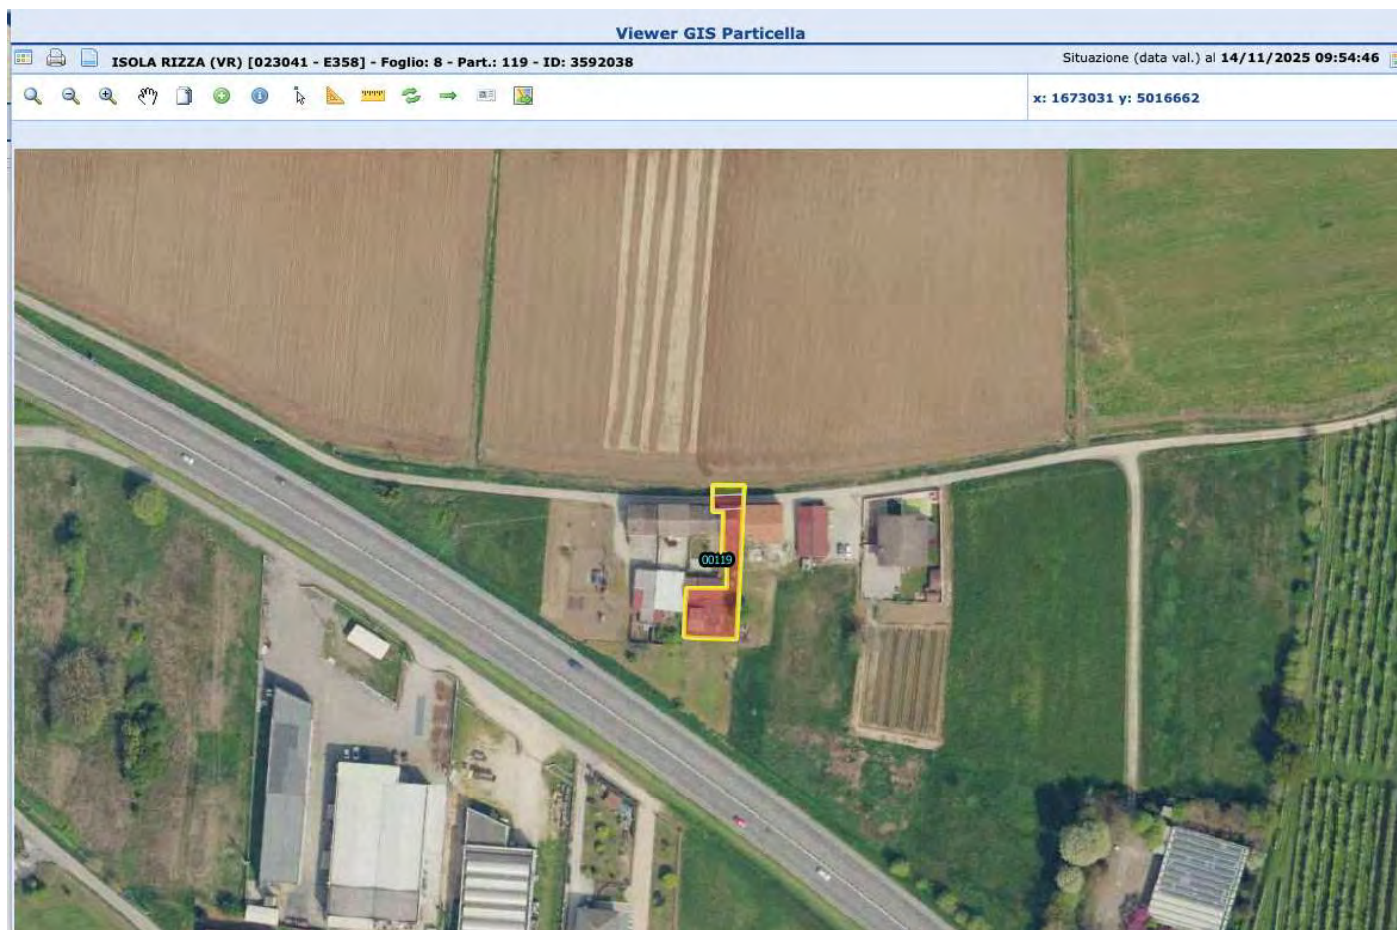 Viewer GIS Particella
ISOLA RIZZA (VR) [023041 - E358] - Foglio: 8 - Part.: 119 - ID: 3592038
Situazione (data val.) al 14/11/2025 09:54:46
x: 1673031 y: 5016662
00119